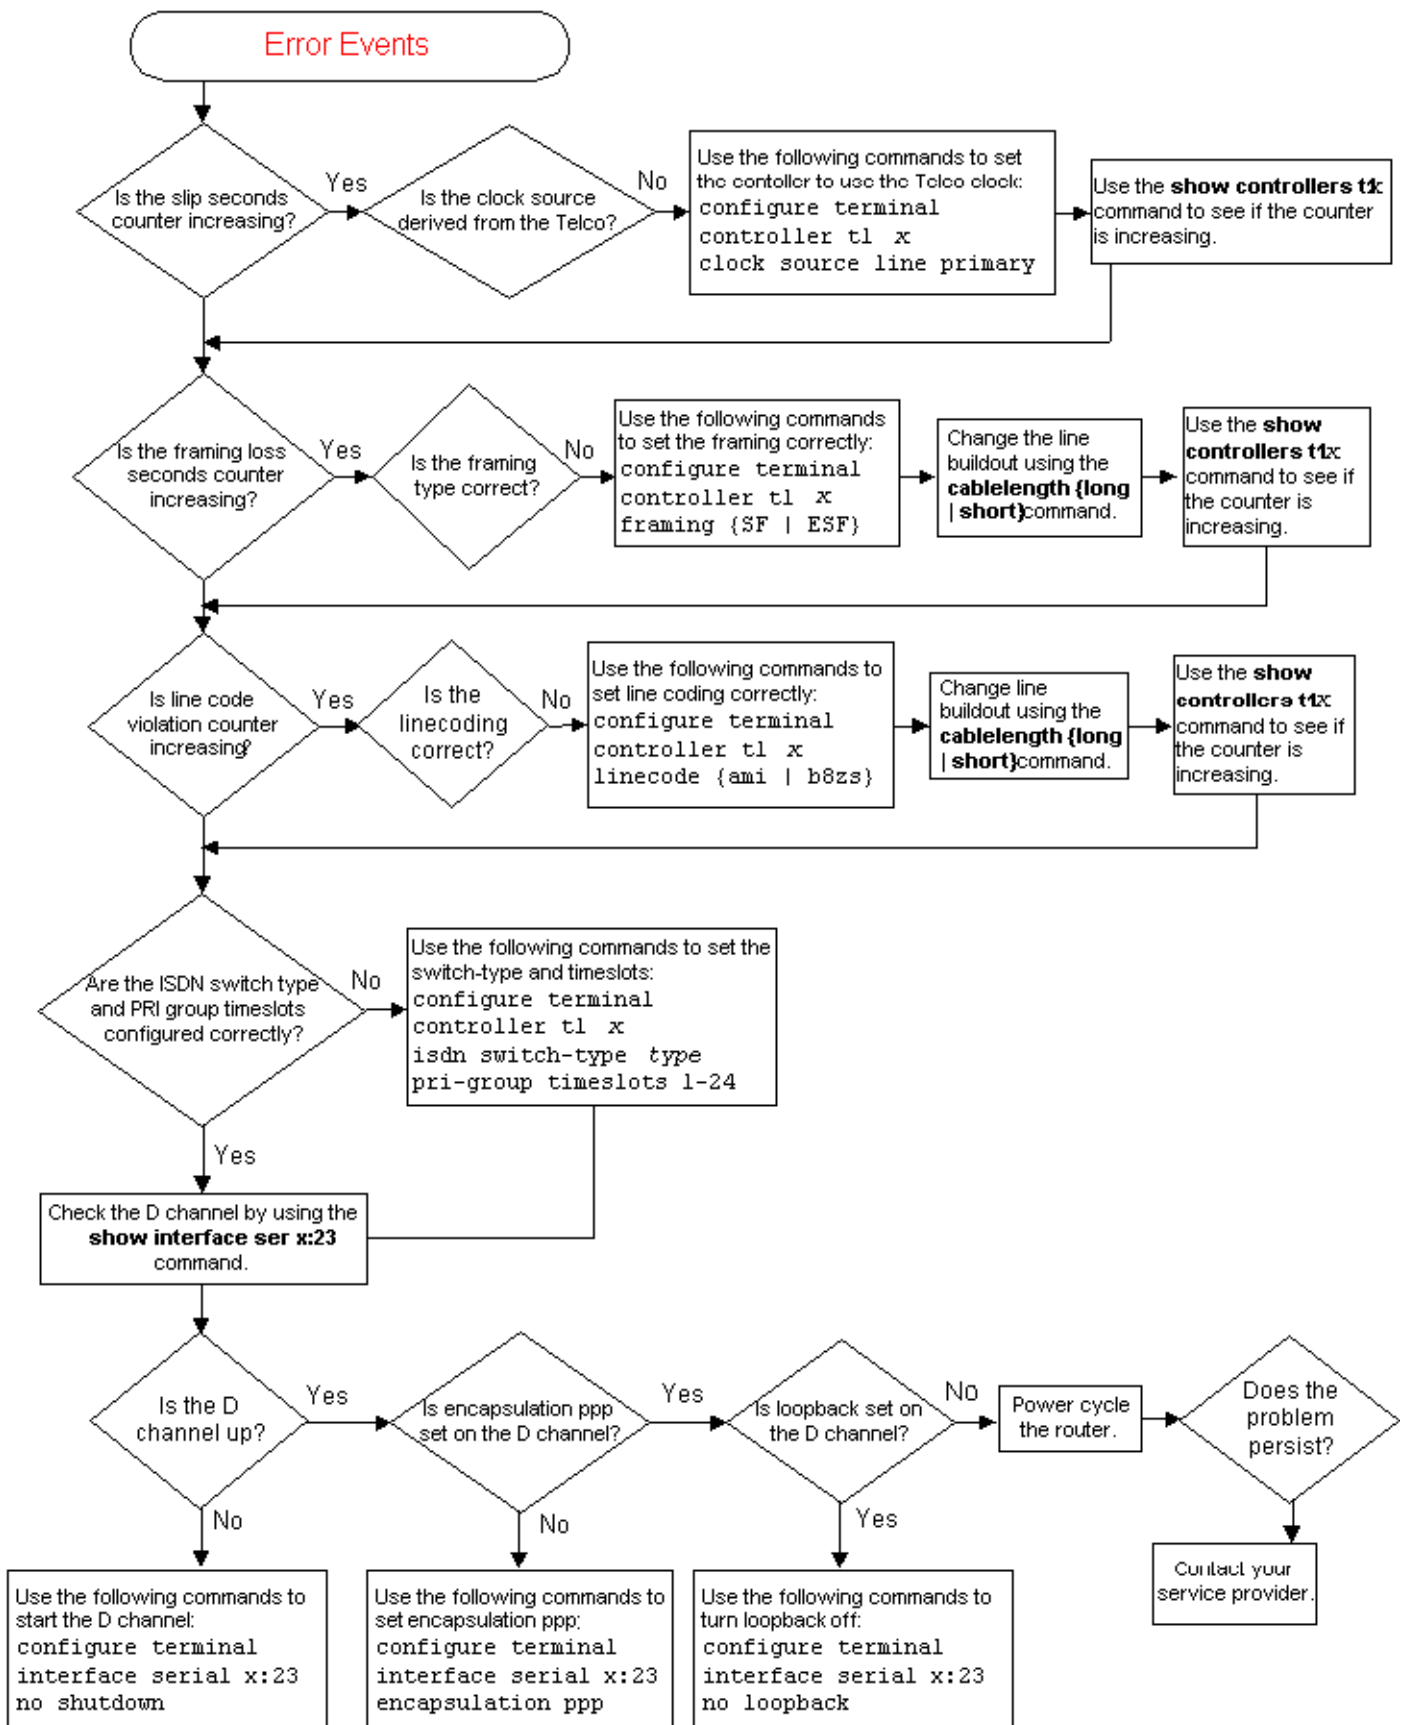 Error Events
Is the slip seconds
counter increasing?
Yes
Is the clock source
derived from the Telco?
No
Use the following commands to set
the contoller to use the Telco clock:
configure terminal
controller t1 x
clock source line primary
Use the show controllers t1x
command to see if the counter
is increasing.
Is the framing loss
seconds counter
increasing?
Yes
Is the framing
type correct?
No
Use the following commands
to set the framing correctly:
configure terminal
controller t1 x
framing {SF | ESF}
Change the line
buildout using the
cablelength {long
| short}command.
Use the show
controllers t1x
command to see if
the counter is
increasing.
Is line code
violation counter
increasing?
Yes
Is the
linecoding
correct?
No
Use the following commands to
set line coding correctly:
configure terminal
controller t1 x
linecode {ami | b8zs}
Change line
buildout using the
cablelength {long
| short}command.
Use the show
controllers t1x
command to see if
the counter is
increasing.
Are the ISDN switch type
and PRI group timeslots
configured correctly?
No
Use the following commands to set the
switch-type and timeslots:
configure terminal
controller t1 x
isdn switch-type type
pri-group timeslots 1-24
Yes
Check the D channel by using the
show interface ser x:23
command.
Is the D
channel up?
Yes
Is encapsulation ppp
set on the D channel?
Yes
Is loopback set on
the D channel?
No
Power cycle
the router.
Does the
problem
persist?
No
No
Yes
Contact your
service provider.
Use the following commands to
start the D channel:
configure terminal
interface serial x:23
no shutdown
Use the following commands to
set encapsulation ppp:
configure terminal
interface serial x:23
encapsulation ppp
Use the following commands to
turn loopback off:
configure terminal
interface serial x:23
no loopback